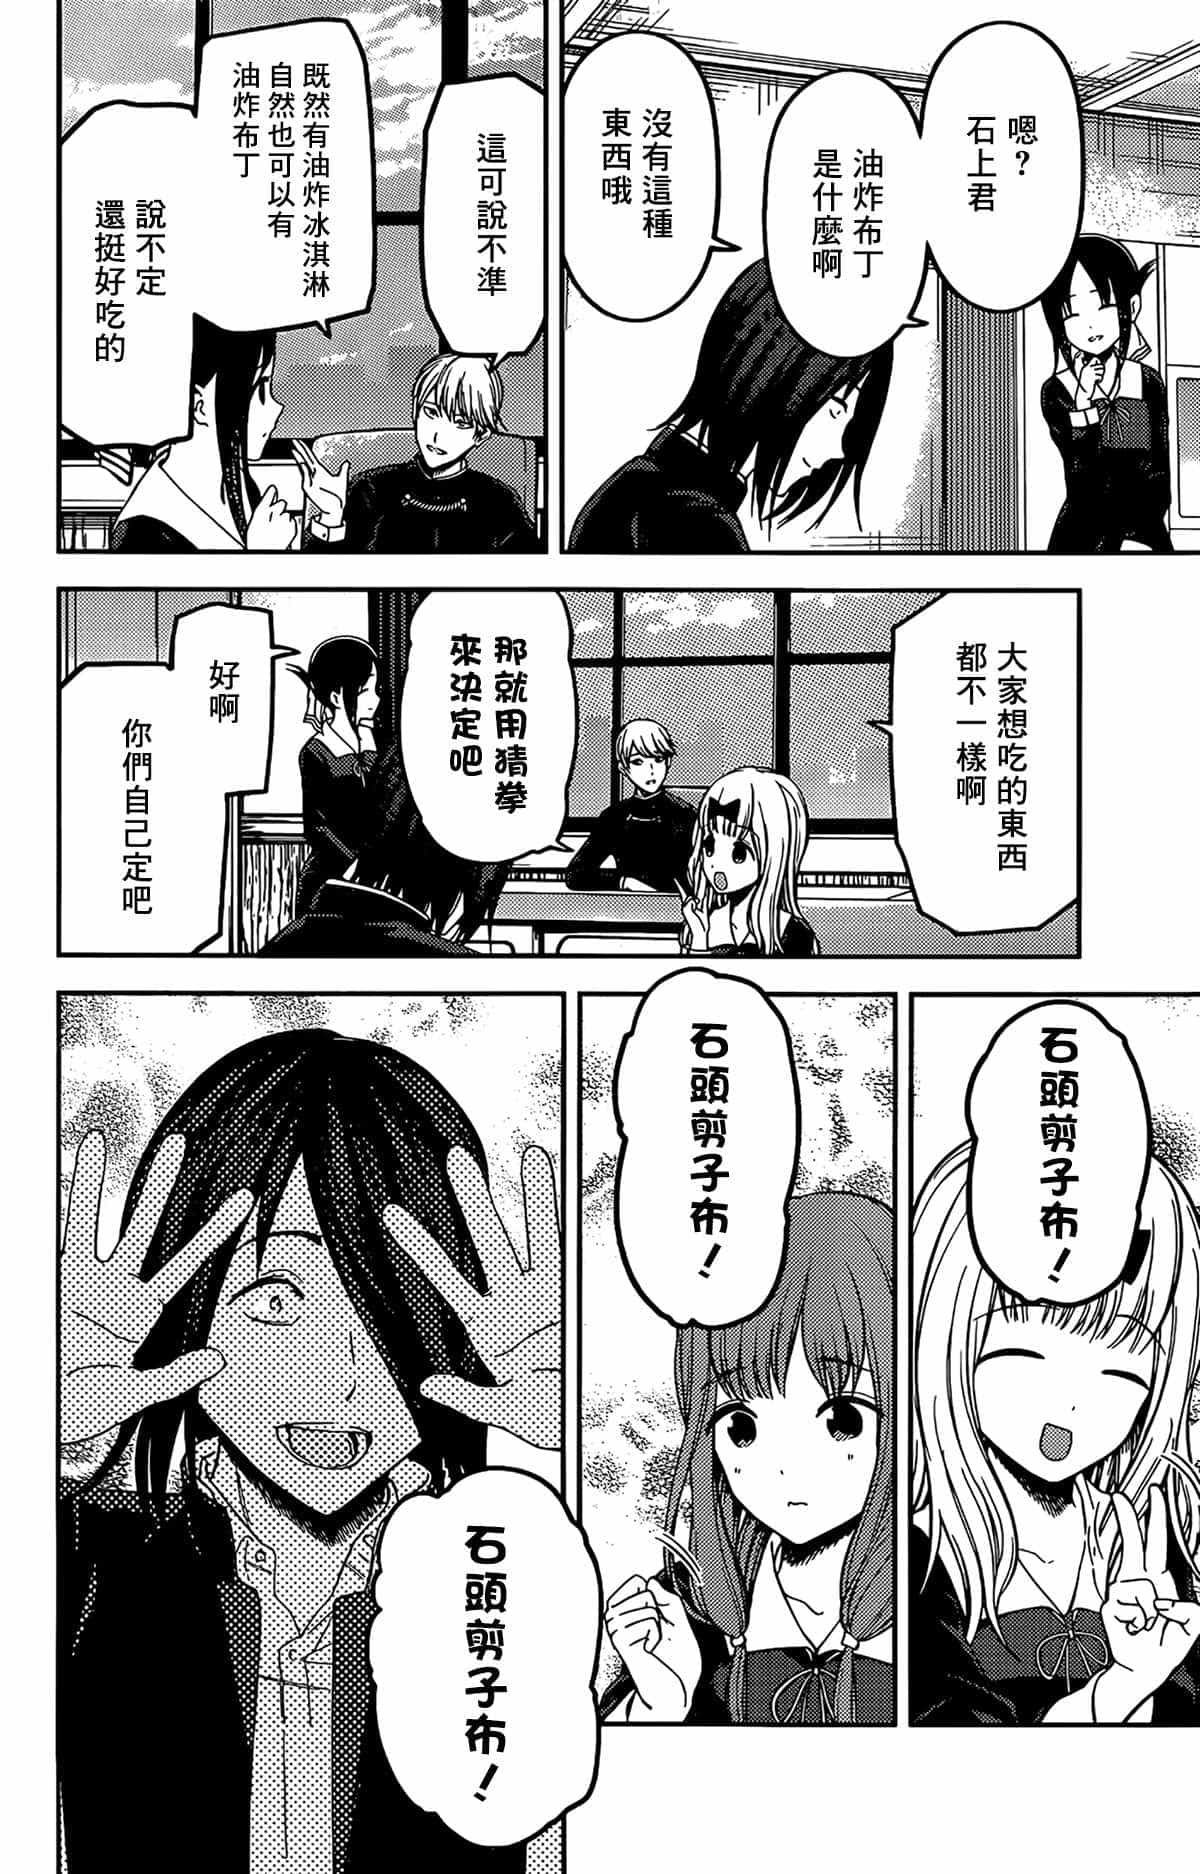 嗯？
石上君
油炸布丁
是什麼啊
沒有這種
東西哦
這可說不準
既然有油炸冰淇淋
自然也可以有
油炸布丁
說不定
還挺好吃的
大家想吃的東西
都不一樣啊
那就用猜拳
來決定吧
好啊
你們自己定吧
石頭剪子布！
石頭剪子布！
石頭剪子布！